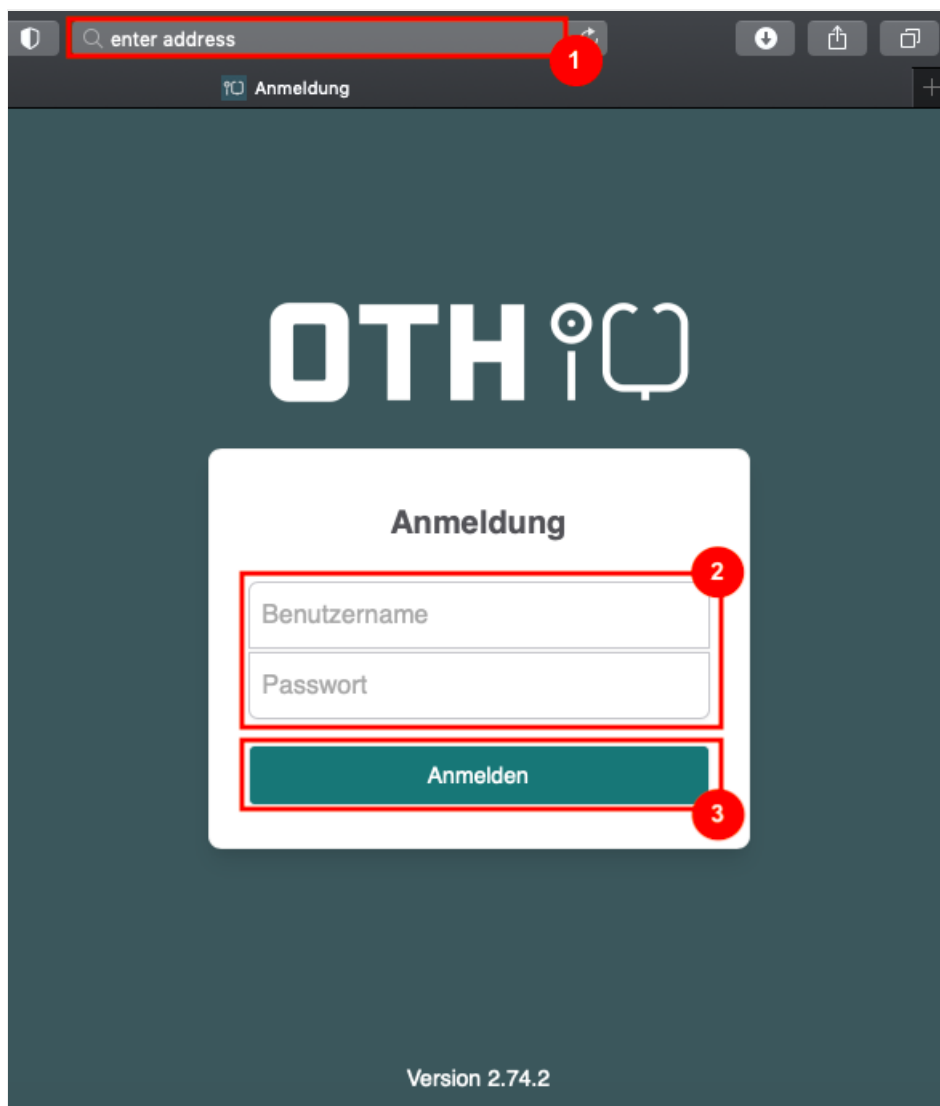 enter address
1
Anmeldung
OTH
Anmeldung
2
Benutzername
Passwort
Anmelden
3
Version 2.74.2